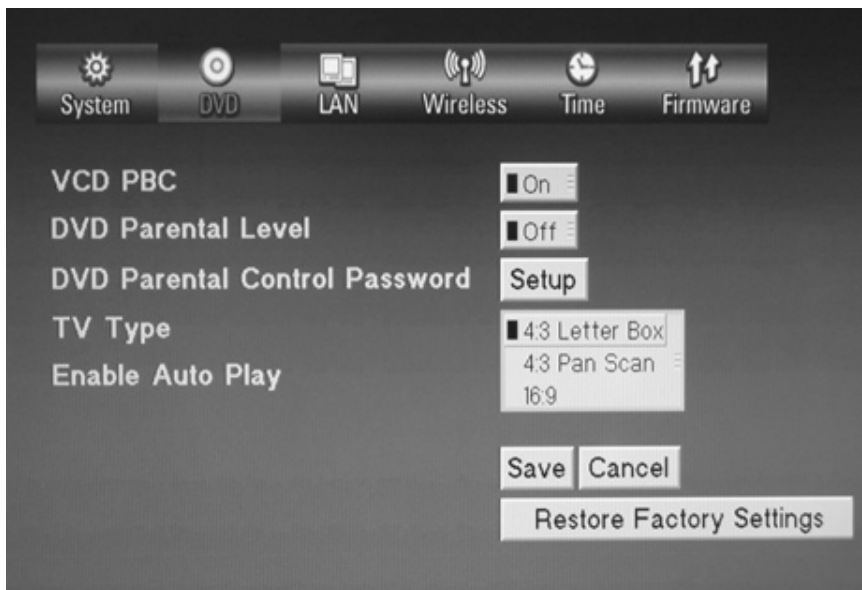 System DVD LAN Wireless Time Firmware
VCD PBC On
DVD Parental Level Off
DVD Parental Control Password Setup
TV Type 4:3 Letter Box
4:3 Pan Scan
Enable Auto Play
16:9
Save Cancel
Restore Factory Settings